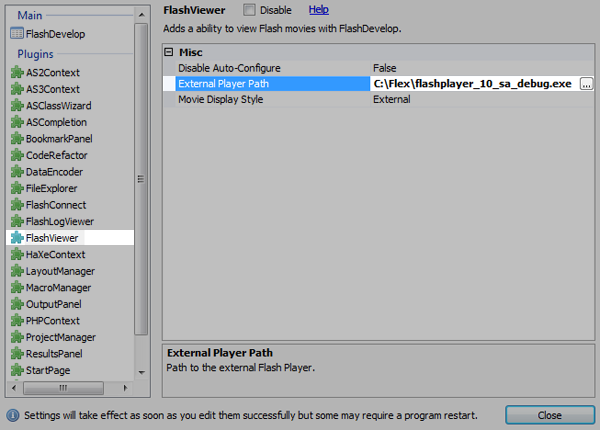 Main
FlashDevelop
Plugins
AS2Context
AS3Context
ASClassWizard
ASCompletion
BookmarkPanel
CodeRefactor
DataEncoder
FileExplorer
FlashConnect
FlashLogViewer
FlashViewer
HaXeContext
LayoutManager
MacroManager
OutputPanel
PHPContext
ProjectManager
ResultsPanel
StartPage
FlashViewer Disable Help
Adds a ability to view Flash movies with FlashDevelop.
Misc
Disable Auto-Configure False
External Player Path C:\Flex\flashplayer_10_sa_debug.exe ...
Movie Display Style External
External Player Path
Path to the external Flash Player.
Settings will take effect as soon as you edit them successfully but some may require a program restart.
Close